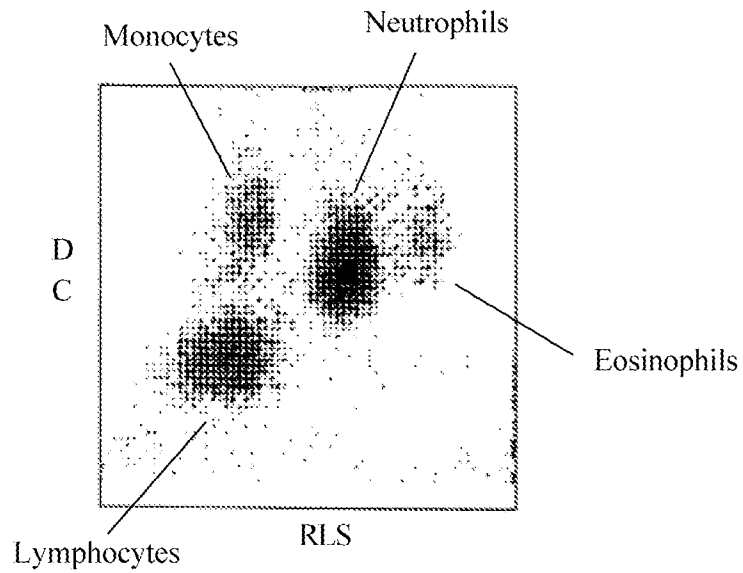 Neutrophils
Monocytes
D
C
Eosinophils
RLS
Lymphocytes